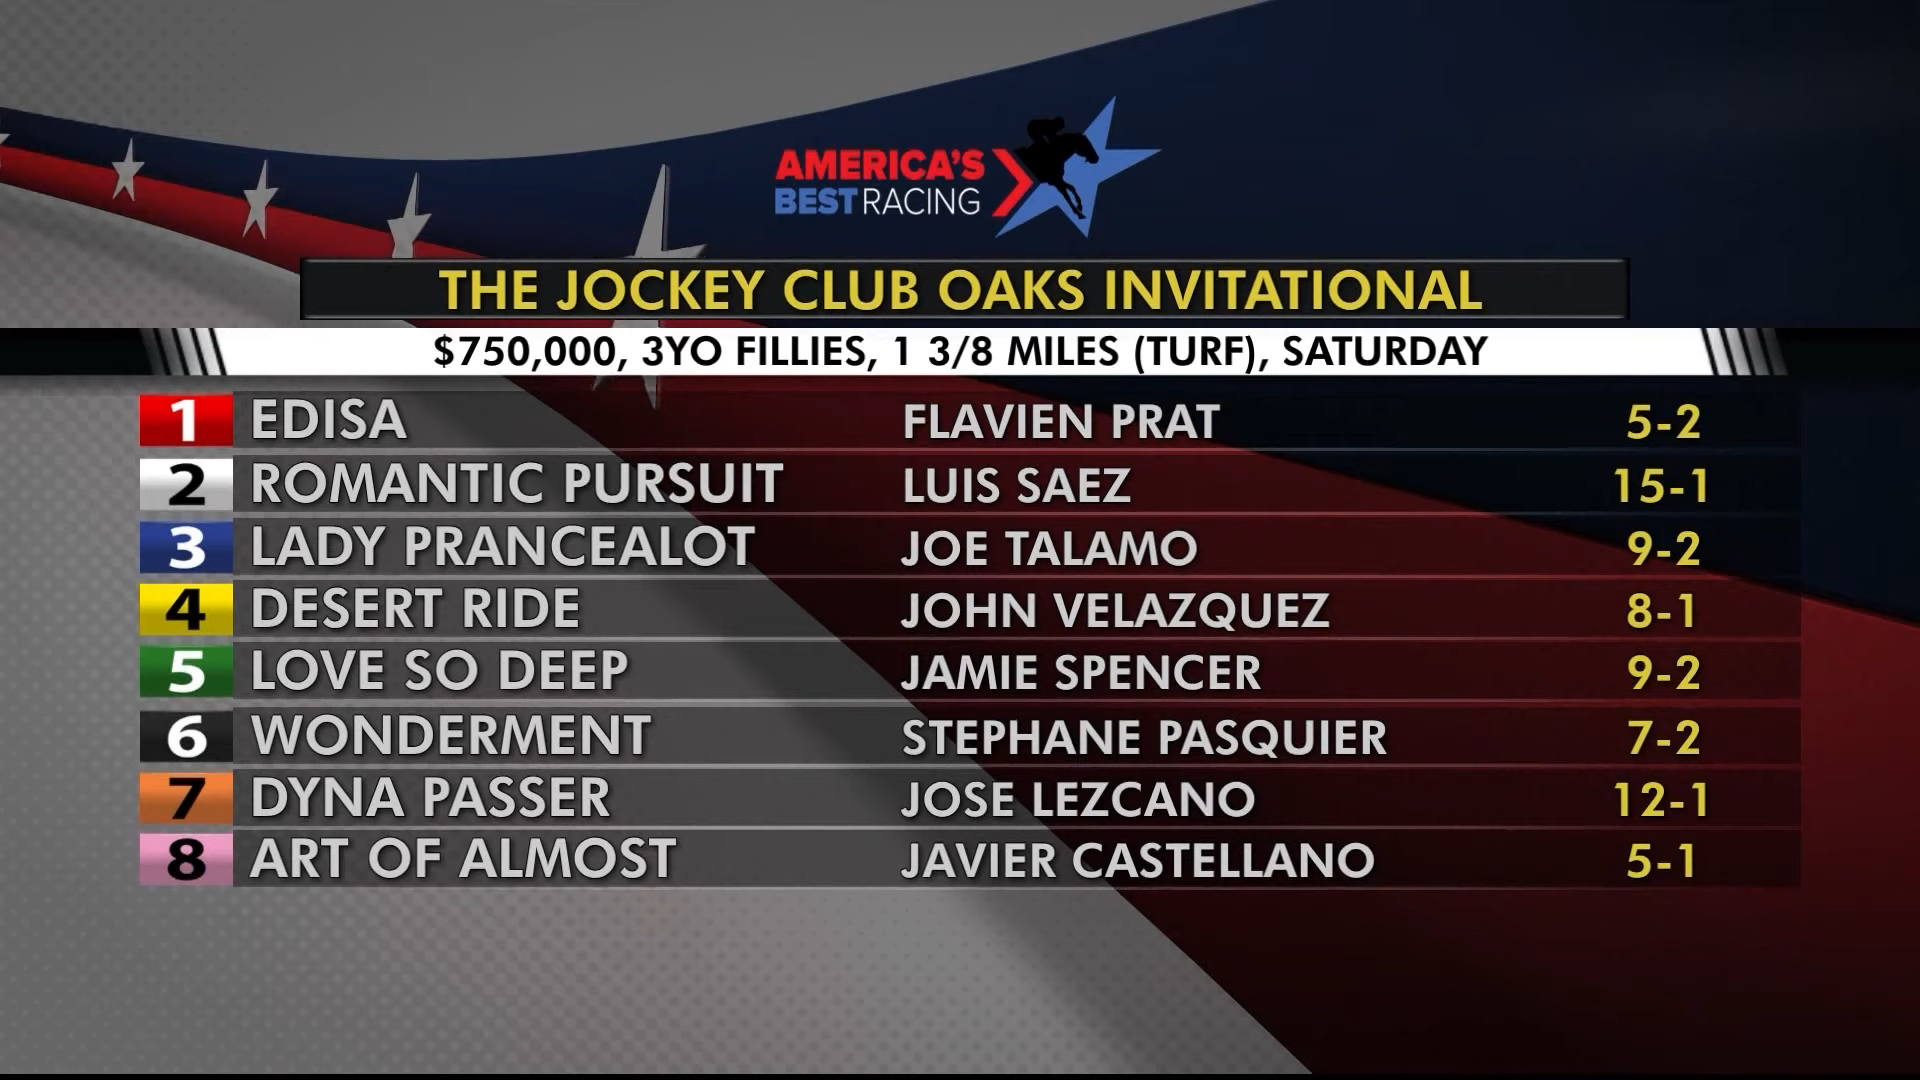 AMERICA'S
BEST RACING
THE JOCKEY CLUB OAKS INVITATIONAL
$750,000, 3YO FILLIES, 1 3/8 MILES (TURF), SATURDAY
1 EDISA FLAVIEN PRAT 5-2
2 ROMANTIC PURSUIT LUIS SAEZ 15-1
3 LADY PRANCEALOT JOE TALAMO 9-2
4 DESERT RIDE JOHN VELAZQUEZ 8-1
5 LOVE SO DEEP JAMIE SPENCER 9-2
6 WONDERMENT STEPHANE PASQUIER 7-2
7 DYNA PASSER JOSE LEZCANO 12-1
8 ART OF ALMOST JAVIER CASTELLANO 5-1